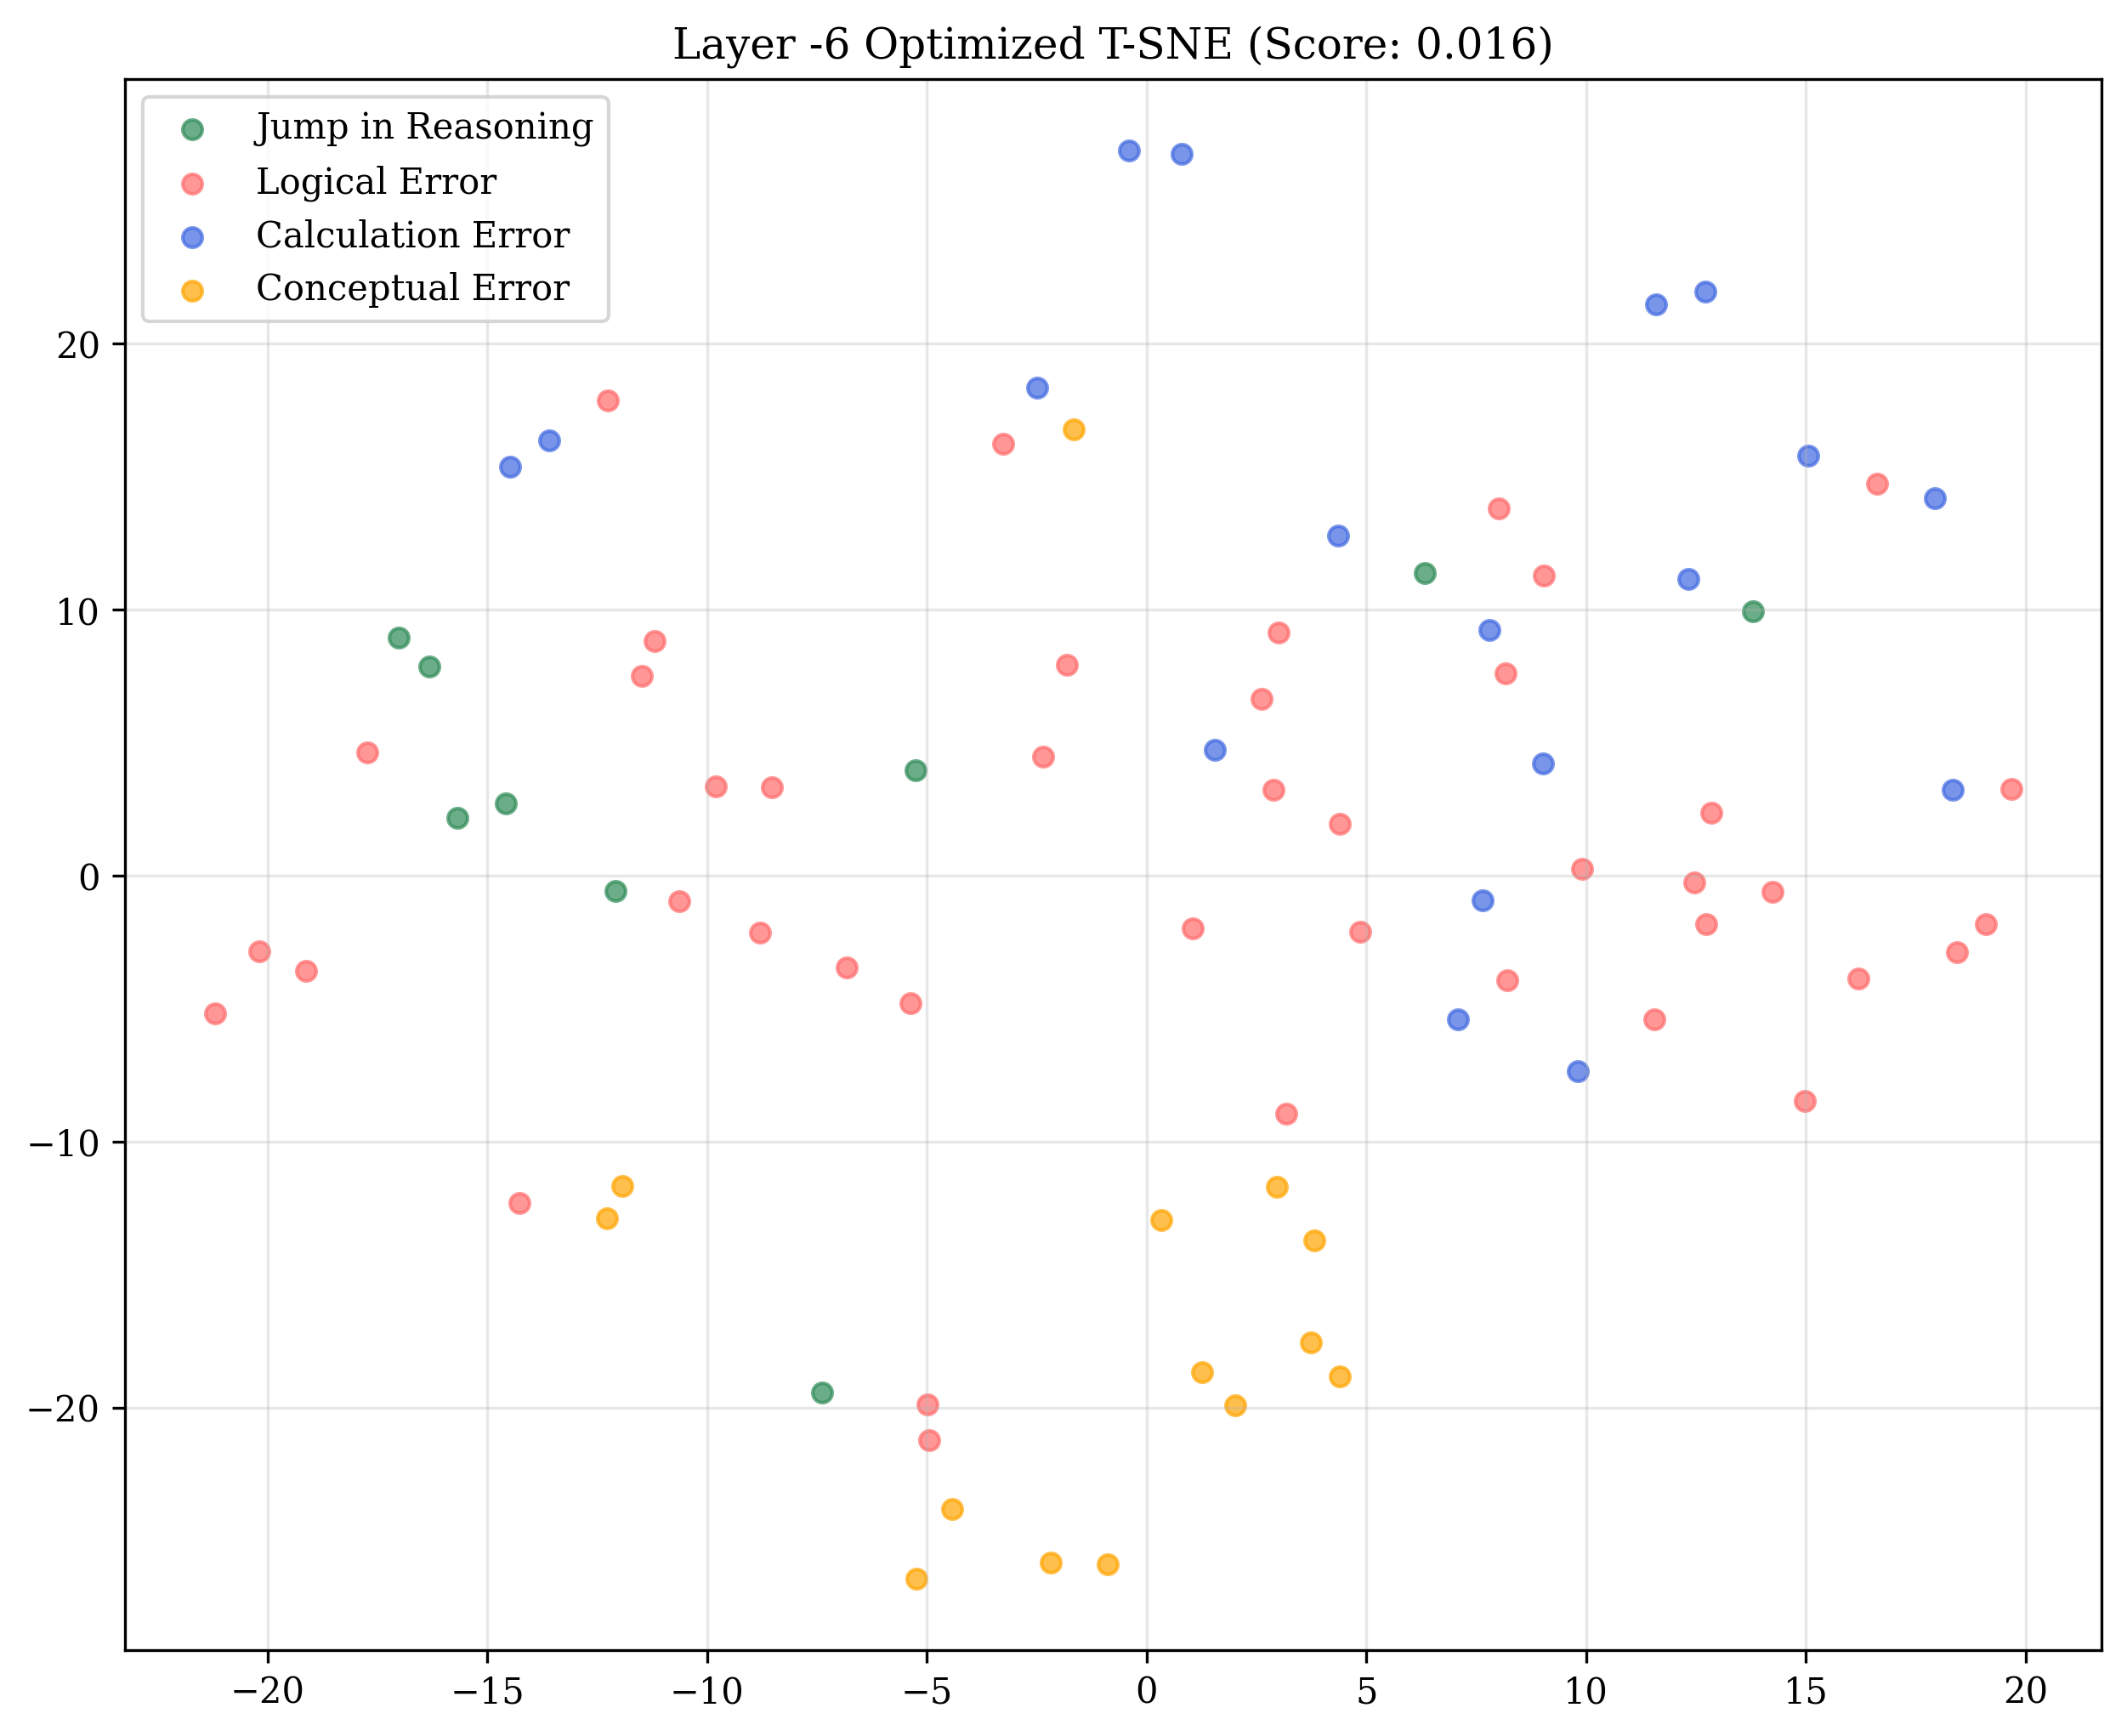 Layer -6 Optimized T-SNE (Score: 0.016)
Jump in Reasoning
Logical Error
Calculation Error
Conceptual Error
20
10
0
−10
−20
−20 −15 −10 −5 0 5 10 15 20